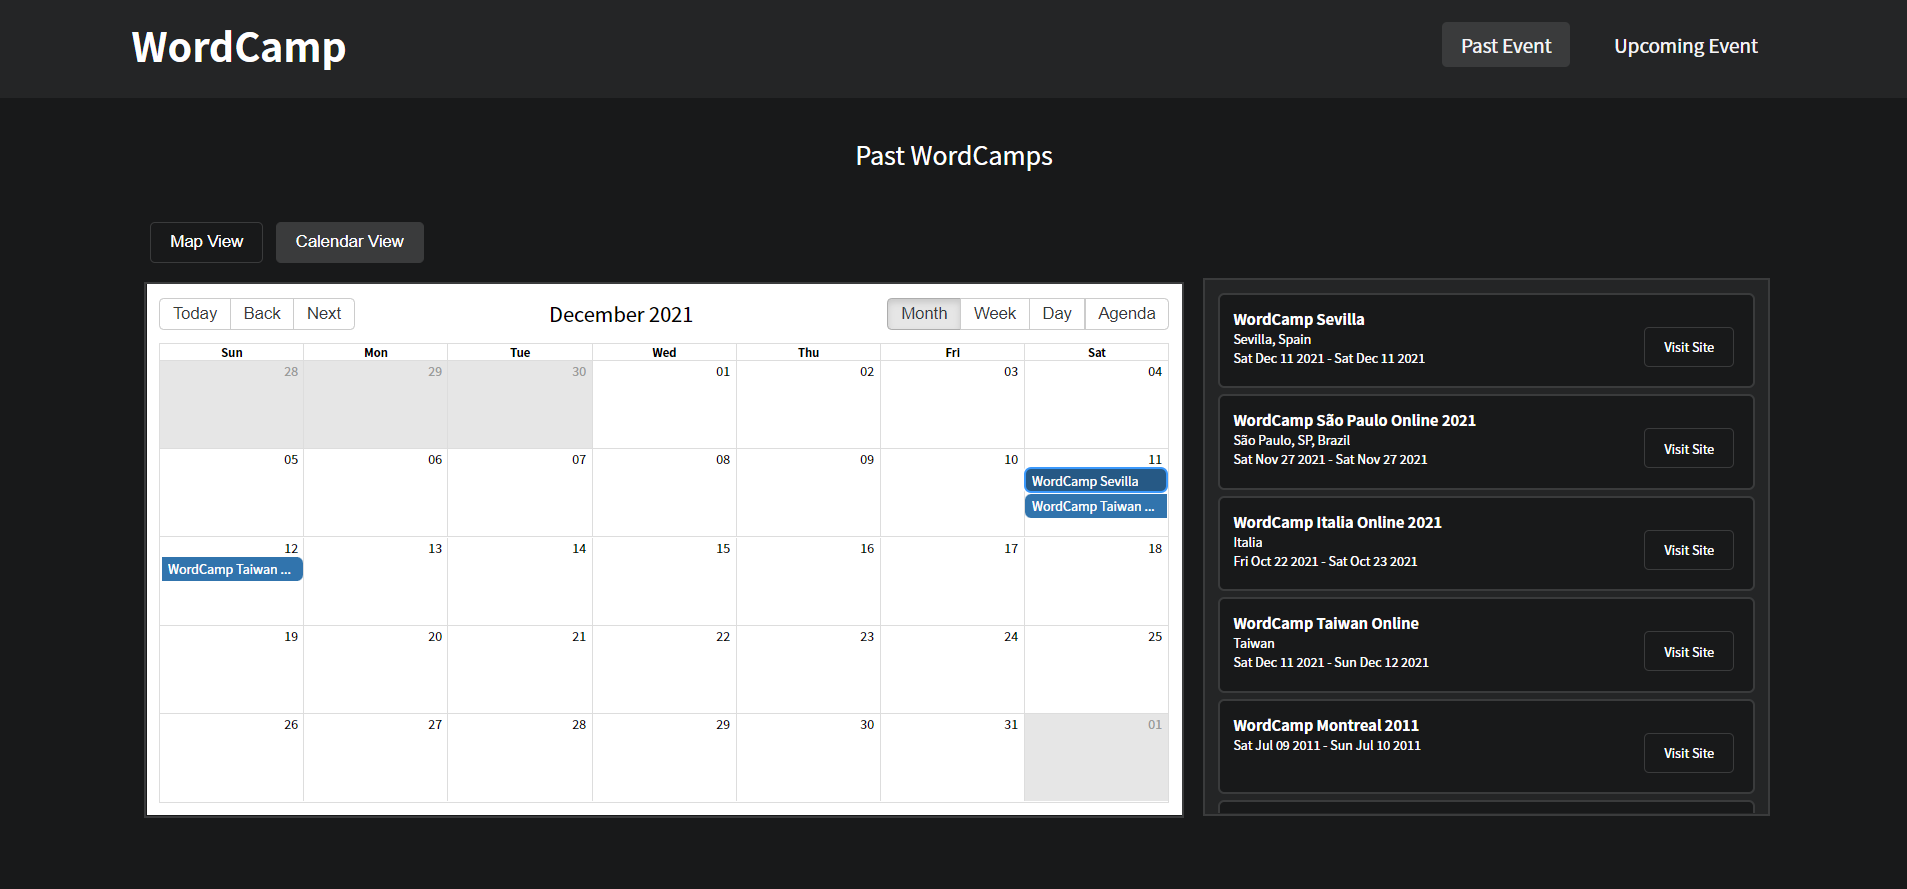 WordCamp
Past Event
Upcoming Event
Past WordCamps
Map View
Calendar View
Today Back Next
December 2021
Month Week Day Agenda
Sun Mon Tue Wed Thu Fri Sat
28 29 30 01 02 03 04
05 06 07 08 09 10 11
WordCamp Sevilla
WordCamp Taiwan ...
12 13 14 15 16 17 18
WordCamp Taiwan ...
19 20 21 22 23 24 25
26 27 28 29 30 31 01
WordCamp Sevilla
Sevilla, Spain
Sat Dec 11 2021 - Sat Dec 11 2021
Visit Site
WordCamp São Paulo Online 2021
São Paulo, SP, Brazil
Sat Nov 27 2021 - Sat Nov 27 2021
Visit Site
WordCamp Italia Online 2021
Italia
Fri Oct 22 2021 - Sat Oct 23 2021
Visit Site
WordCamp Taiwan Online
Taiwan
Sat Dec 11 2021 - Sun Dec 12 2021
Visit Site
WordCamp Montreal 2011
Sat Jul 09 2011 - Sun Jul 10 2011
Visit Site